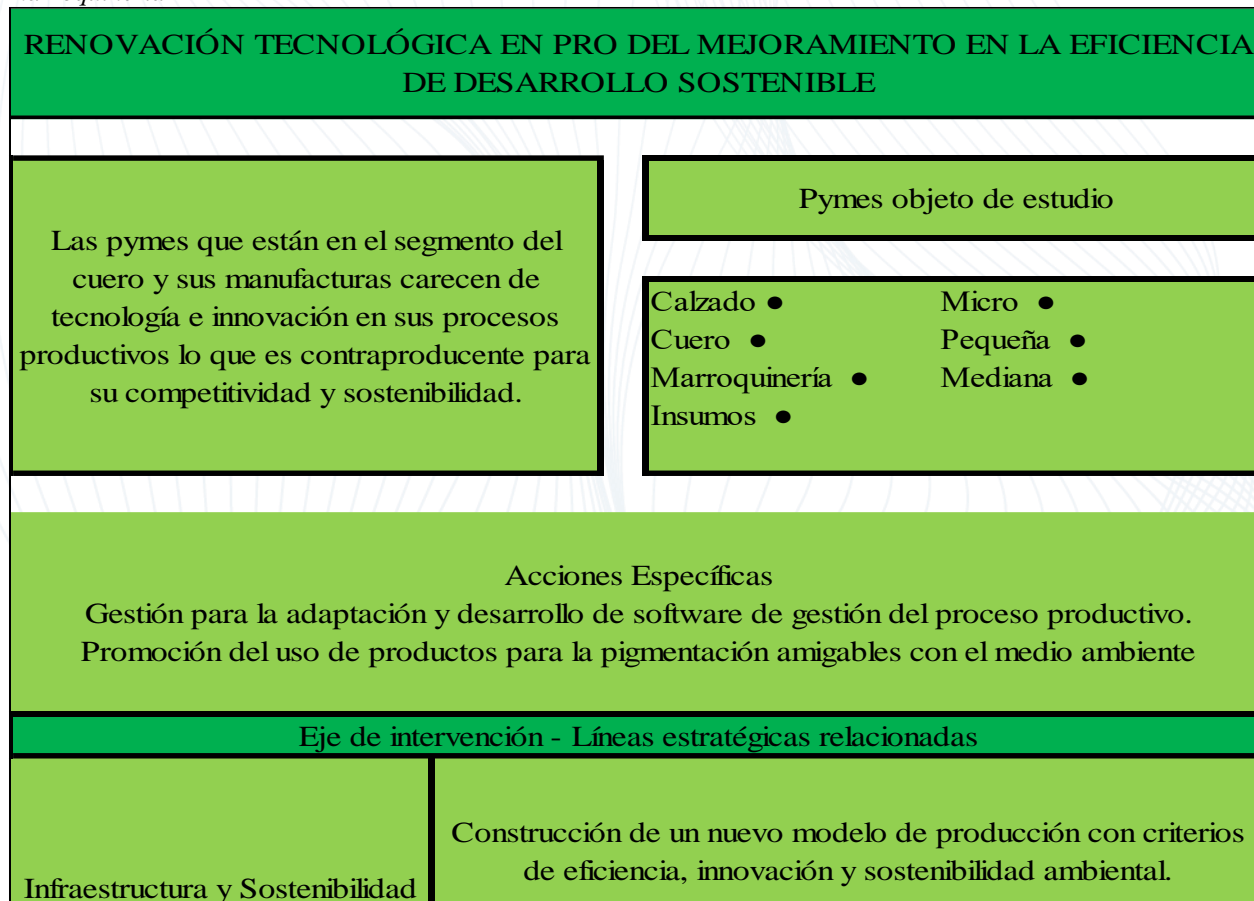 RENOVACIÓN TECNOLÓGICA EN PRO DEL MEJORAMIENTO EN LA EFICIENCIA
DE DESARROLLO SOSTENIBLE
Las pymes que están en el segmento del
cuero y sus manufacturas carecen de
tecnología e innovación en sus procesos
productivos lo que es contraproducente para
su competitividad y sostenibilidad.
Pymes objeto de estudio
Calzado ● Micro ●
Cuero ● Pequeña ●
Marroquinería ● Mediana ●
Insumos ●
Acciones Específicas
Gestión para la adaptación y desarrollo de software de gestión del proceso productivo.
Promoción del uso de productos para la pigmentación amigables con el medio ambiente
Eje de intervención - Líneas estratégicas relacionadas
Infraestructura y Sostenibilidad
Construcción de un nuevo modelo de producción con criterios
de eficiencia, innovación y sostenibilidad ambiental.